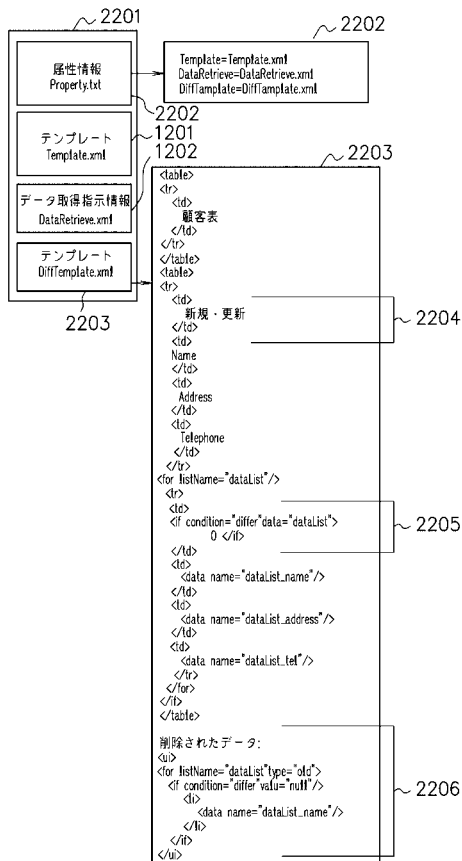 2201
属性情報
Property.txt
2202
Template=Template.xml
DataRetrieve=DataRetrieve.xml
DiffTamplate=DiffTamplate.xml
2202
テンプレート
Template.xml
1201
データ取得指示情報
DataRetrieve.xml
1202
テンプレート
DiffTemplate.xml
2203
2203
<table>
<tr>
<td>
顧客表
</td>
</tr>
</table>
<table>
<tr>
<td>
新規・更新
</td>
<td>
2204
Name
</td>
<td>
Address
</td>
<td>
Telephone
</td>
</tr>
<for listName="dataList"/>
<tr>
<td>
<if condition="differ"data="dataList">
0 </if>
</td>
2205
<td>
<data name="dataList_name"/>
</td>
<td>
<data name="dataList_address"/>
</td>
<td>
<data name="dataList_tel"/>
</tr>
</for>
</if>
</table>
削除されたデータ:
<ui>
<for listName="dataList"type="old">
<if condition="differ"valu="null"/>
<li>
<data name="dataList_name"/>
</li>
</if>
</ui>
2206